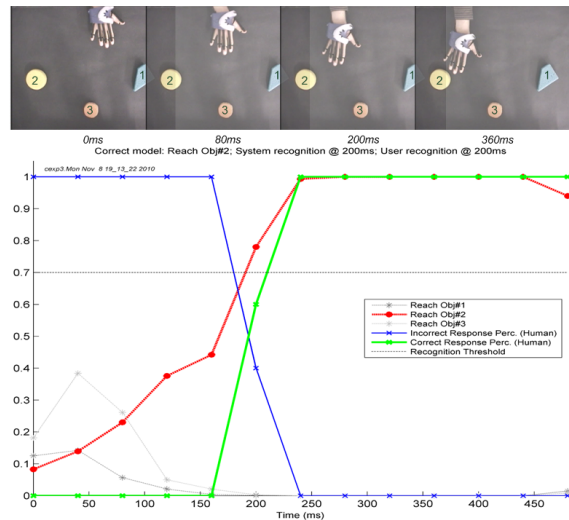 2
3
1
2
3
1
2
3
1
2
3
1
0ms 80ms 200ms 360ms
Correct model: Reach Obj#2; System recognition @ 200ms; User recognition @ 200ms
cexp3 Mon Nov 8 19_13_22 2010
1
0.9
0.8
0.7
0.6
0.5
0.4
0.3
0.2
0.1
0
Reach Obj#1
Reach Obj#2
Reach Obj#3
Incorrect Response Perc. (Human)
Correct Response Perc. (Human)
Recognition Threshold
0 50 100 150 200 250 300 350 400 450
Time (ms)